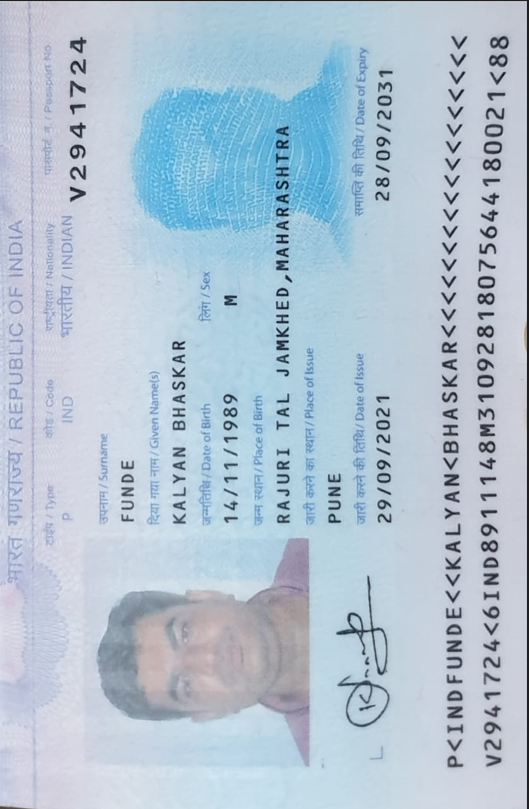 भारत गणराज्य / REPUBLIC OF INDIA
टाईप / Type कोड / Code राष्ट्रीयता / Nationality पासपोर्ट नं. / Passport No
P IND भारतीय / INDIAN V2941724
उपनाम / Surname
FUNDE
दिया गया नाम / Given Name(s)
KALYAN BHASKAR
जन्मतिथि / Date of Birth लिंग / Sex
14/11/1989 M
जन्म स्थान / Place of Birth
RAJURI TAL JAMKHED,MAHARASHTRA
जारी करने का स्थान / Place of Issue
PUNE
जारी करने की तिथि / Date of Issue समाप्ति की तिथि / Date of Expiry
29/09/2021 28/09/2031
P<INDFUNDE<<KALYAN<BHASKAR<<<<<<<<<<<<<<<<<<
V2941724<6IND8911148M31092818075644180021<88